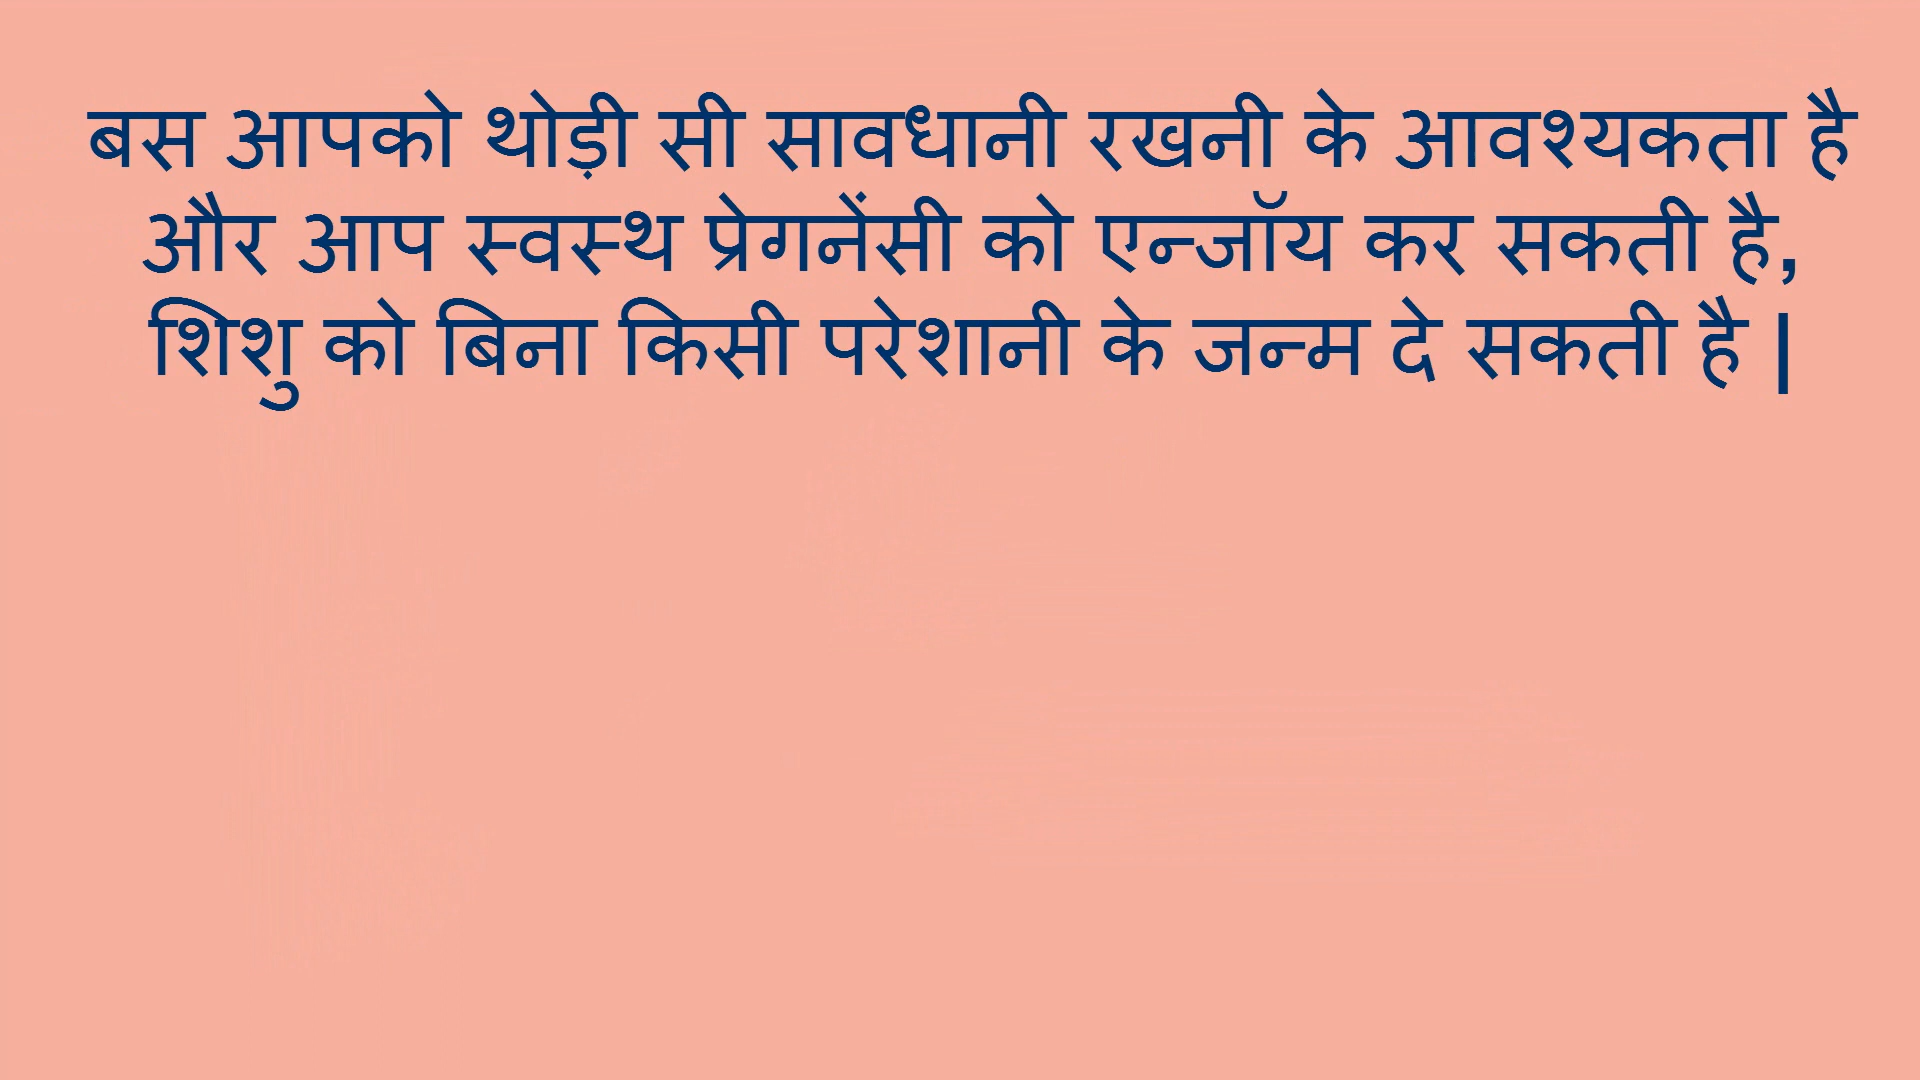 बस आपको थोड़ी सी सावधानी रखनी के आवश्यकता है
और आप स्वस्थ प्रेगनेंसी को एन्जॉय कर सकती है,
शिशु को बिना किसी परेशानी के जन्म दे सकती है |